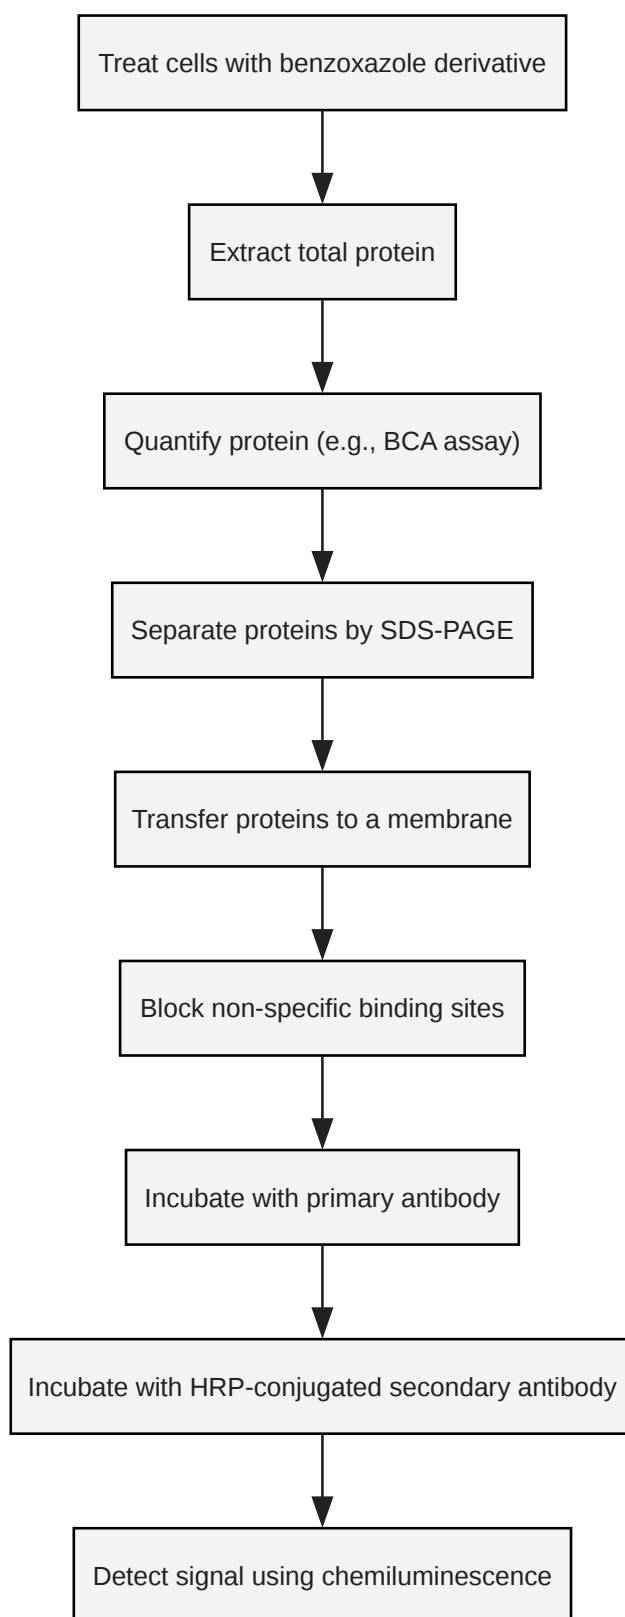 Treat cells with benzoxazole derivative
Extract total protein
Quantify protein (e.g., BCA assay)
Separate proteins by SDS-PAGE
Transfer proteins to a membrane
Block non-specific binding sites
Incubate with primary antibody
Incubate with HRP-conjugated secondary antibody
Detect signal using chemiluminescence